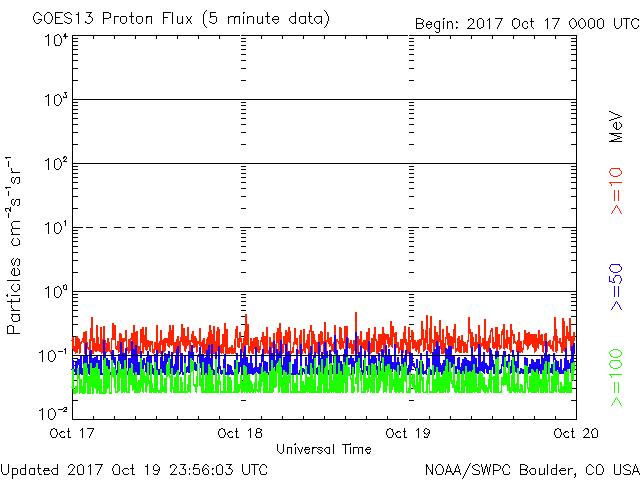 GOES13 Proton Flux (5 minute data)
Begin: 2017 Oct 17 0000 UTC
10⁴
10³
10²
10¹
10⁰
10⁻¹
10⁻²
Particles cm⁻²s⁻¹sr⁻¹
MeV
>=10
>=50
>=100
Oct 17
Oct 18
Oct 19
Oct 20
Universal Time
Updated 2017 Oct 19 23:56:03 UTC
NOAA/SWPC Boulder, CO USA